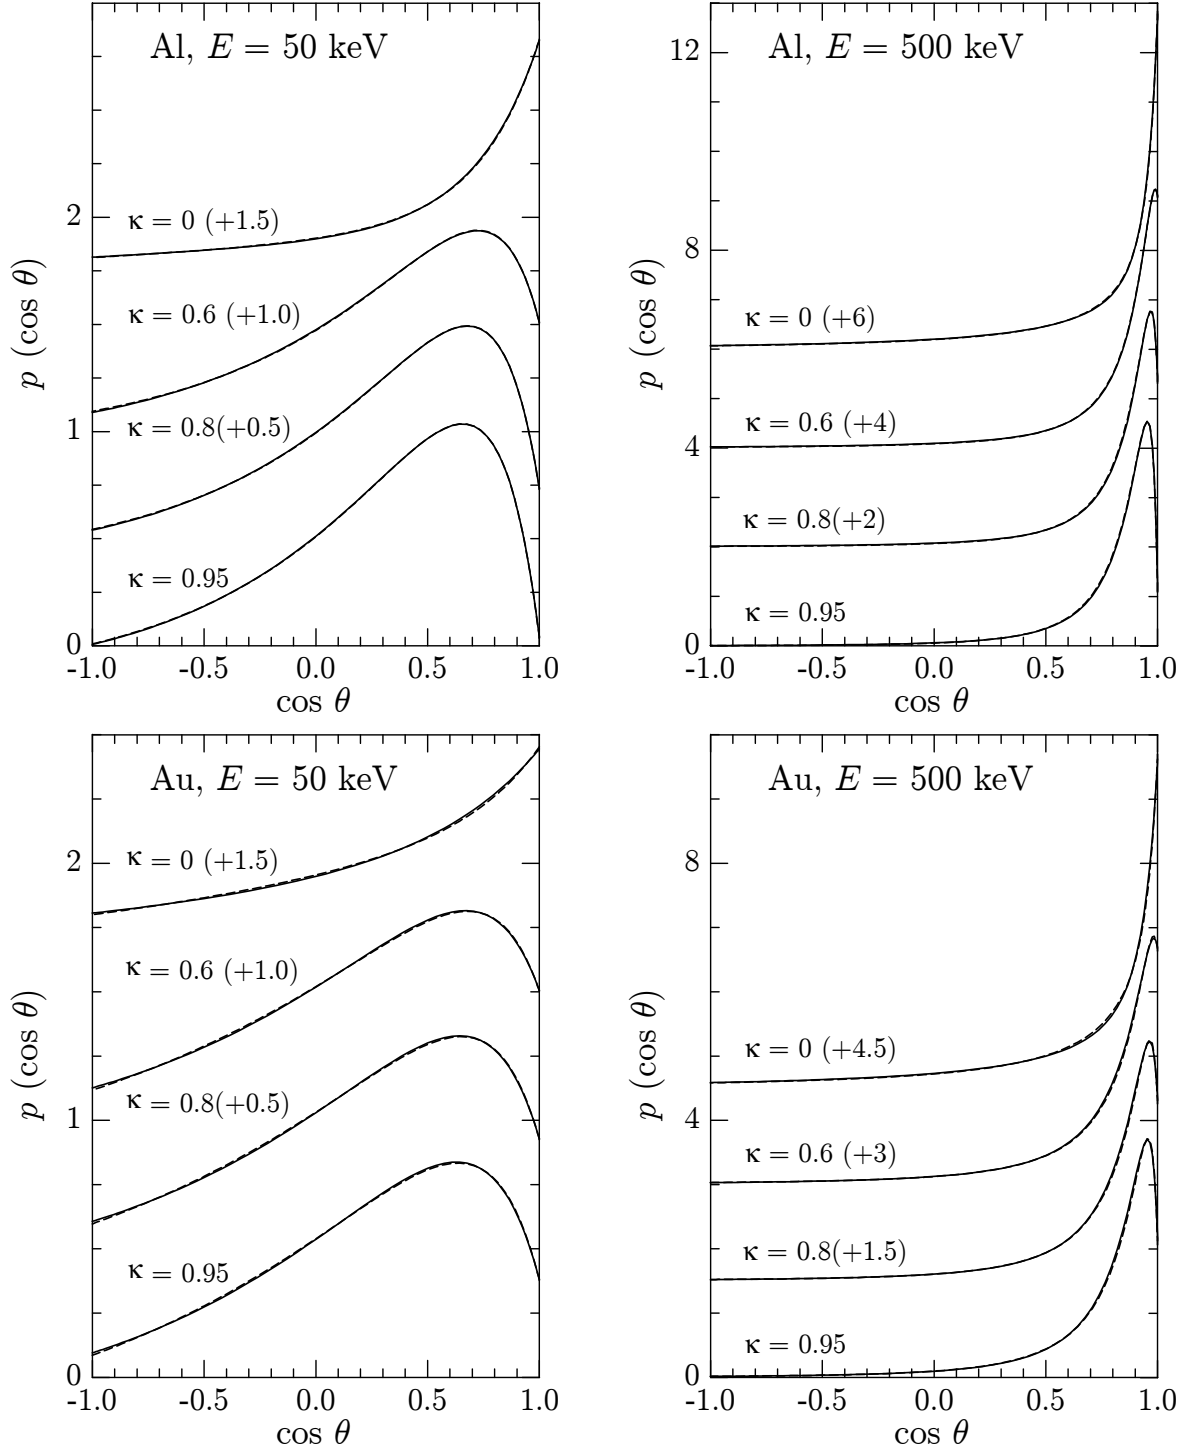 Al, E = 50 keV
κ = 0 (+1.5)
κ = 0.6 (+1.0)
κ = 0.8(+0.5)
κ = 0.95
2
1
0
-1.0 -0.5 0.0 0.5 1.0
cos θ
p (cos θ)
Al, E = 500 keV
κ = 0 (+6)
κ = 0.6 (+4)
κ = 0.8(+2)
κ = 0.95
12
8
4
0
-1.0 -0.5 0.0 0.5 1.0
cos θ
p (cos θ)
Au, E = 50 keV
κ = 0 (+1.5)
κ = 0.6 (+1.0)
κ = 0.8(+0.5)
κ = 0.95
2
1
0
-1.0 -0.5 0.0 0.5 1.0
cos θ
p (cos θ)
Au, E = 500 keV
κ = 0 (+4.5)
κ = 0.6 (+3)
κ = 0.8(+1.5)
κ = 0.95
8
4
0
-1.0 -0.5 0.0 0.5 1.0
cos θ
p (cos θ)